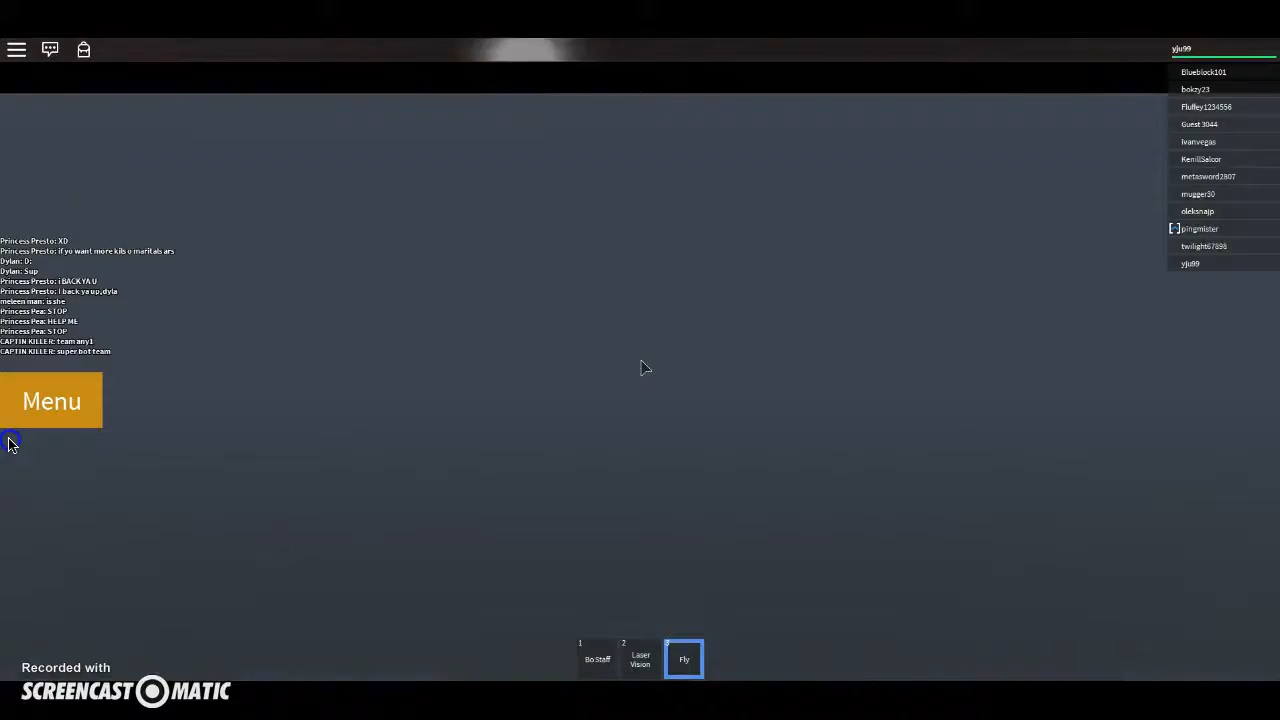 yju99
Blueblock101
bokzy23
Fluffey1234556
Guest 3044
ivanvegas
KenillSalcor
metasword2807
mugger30
oleksnajp
pingmister
twilight67898
yju99
Princess Presto: XD
Princess Presto: if yo want more kils o maritals ars
Dylan: D:
Dylan: Sup
Princess Presto: i BACK YA U
Princess Presto: I back ya up,dyla
meleen man: is she
Princess Pea: STOP
Princess Pea: HELP ME
Princess Pea: STOP
CAPTIN KILLER: team any1
CAPTIN KILLER: super bot team
Menu
1 Bo Staff
2 Laser Vision
3 Fly
Recorded with
SCREENCAST-O-MATIC